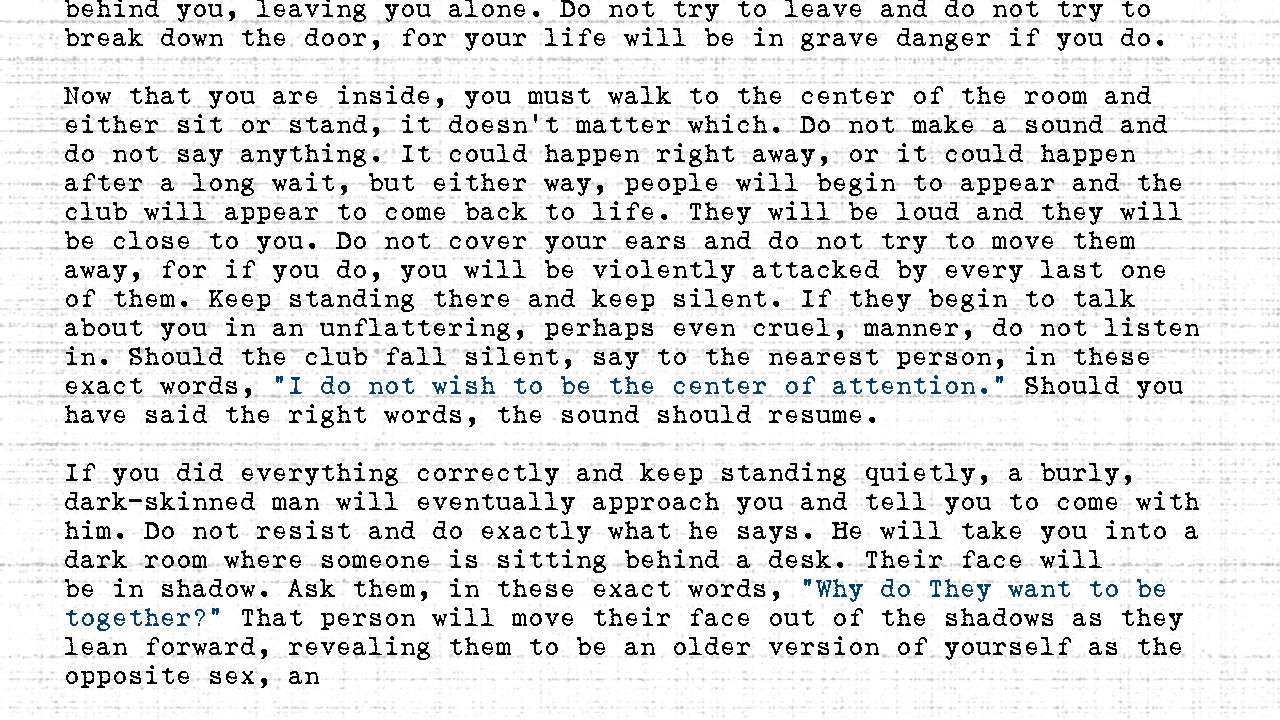 behind you, leaving you alone. Do not try to leave and do not try to
break down the door, for your life will be in grave danger if you do.
Now that you are inside, you must walk to the center of the room and
either sit or stand, it doesn't matter which. Do not make a sound and
do not say anything. It could happen right away, or it could happen
after a long wait, but either way, people will begin to appear and the
club will appear to come back to life. They will be loud and they will
be close to you. Do not cover your ears and do not try to move them
away, for if you do, you will be violently attacked by every last one
of them. Keep standing there and keep silent. If they begin to talk
about you in an unflattering, perhaps even cruel, manner, do not listen
in. Should the club fall silent, say to the nearest person, in these
exact words, "I do not wish to be the center of attention." Should you
have said the right words, the sound should resume.
If you did everything correctly and keep standing quietly, a burly,
dark-skinned man will eventually approach you and tell you to come with
him. Do not resist and do exactly what he says. He will take you into a
dark room where someone is sitting behind a desk. Their face will
be in shadow. Ask them, in these exact words, "Why do They want to be
together?" That person will move their face out of the shadows as they
lean forward, revealing them to be an older version of yourself as the
opposite sex, an